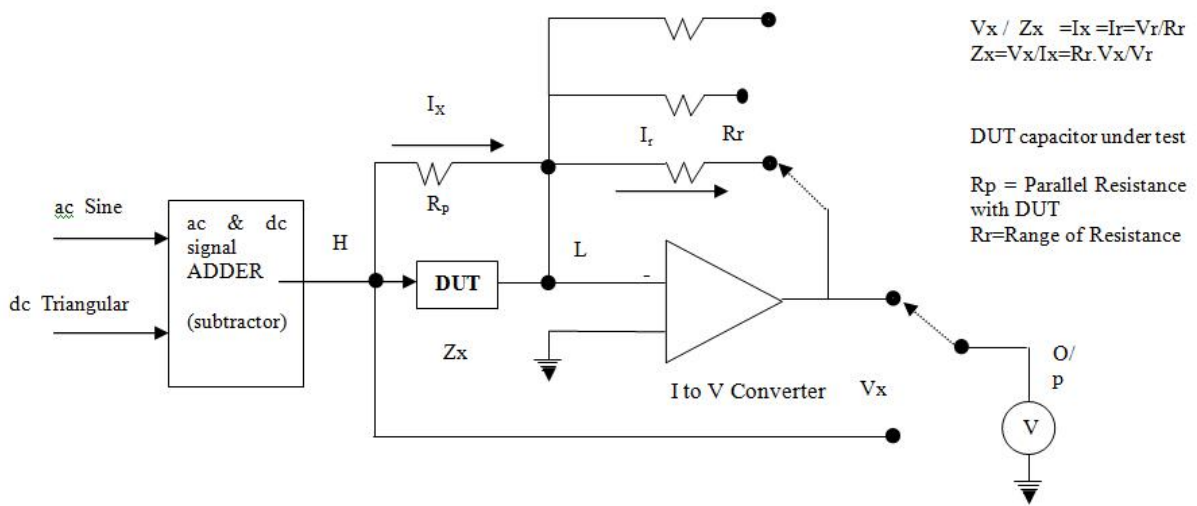 Vx / Zx =Ix =Ir=Vr/Rr
Zx=Vx/Ix=Rr.Vx/Vr
Ix
Ir
Rr
DUT capacitor under test
Rp
Rp = Parallel Resistance
with DUT
Rr=Range of Resistance
ac Sine
ac & dc
signal
ADDER
(subtractor)
H
L
dc Triangular
DUT
-
Zx
I to V Converter
Vx
O/
p
V